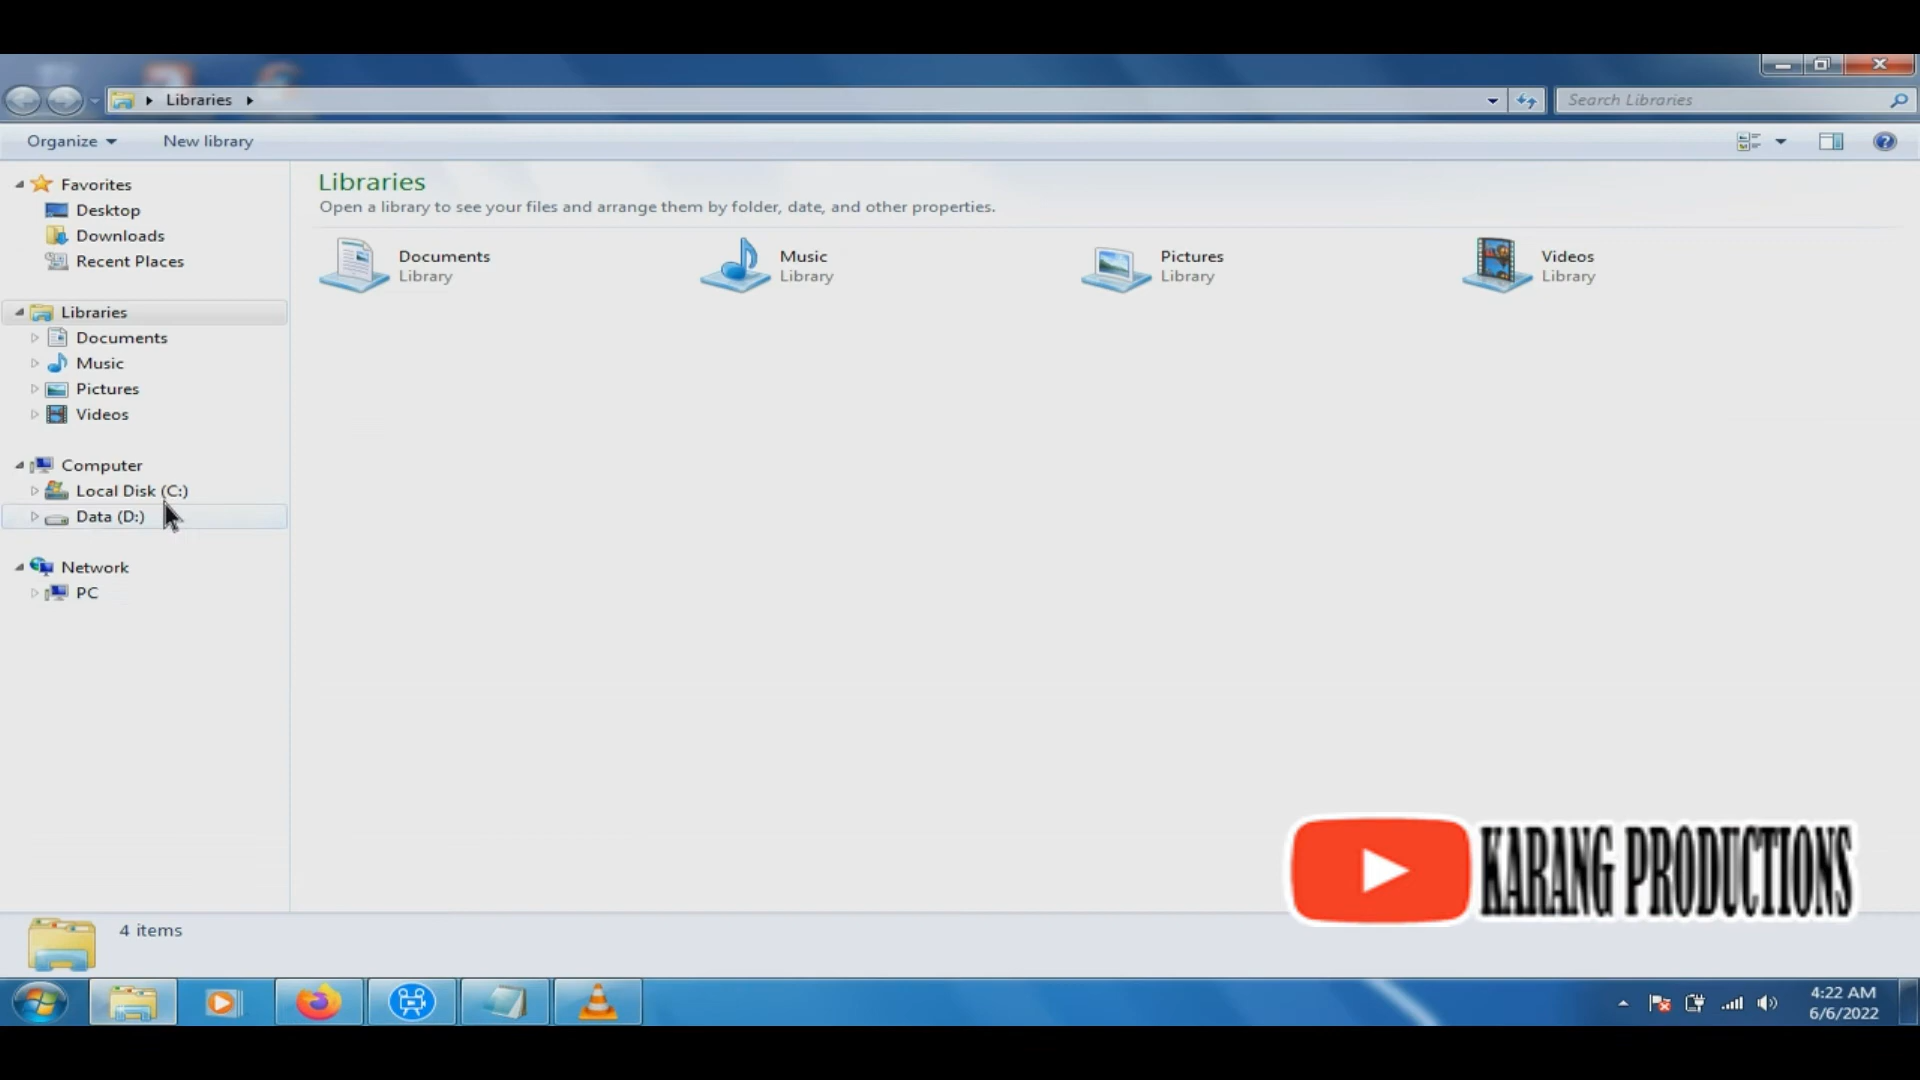 Libraries
Search Libraries
Organize
New library
Favorites
Desktop
Downloads
Recent Places
Libraries
Documents
Music
Pictures
Videos
Computer
Local Disk (C:)
Data (D:)
Network
PC
Libraries
Open a library to see your files and arrange them by folder, date, and other properties.
Documents
Library
Music
Library
Pictures
Library
Videos
Library
KARANG PRODUCTIONS
4 items
4:22 AM
6/6/2022